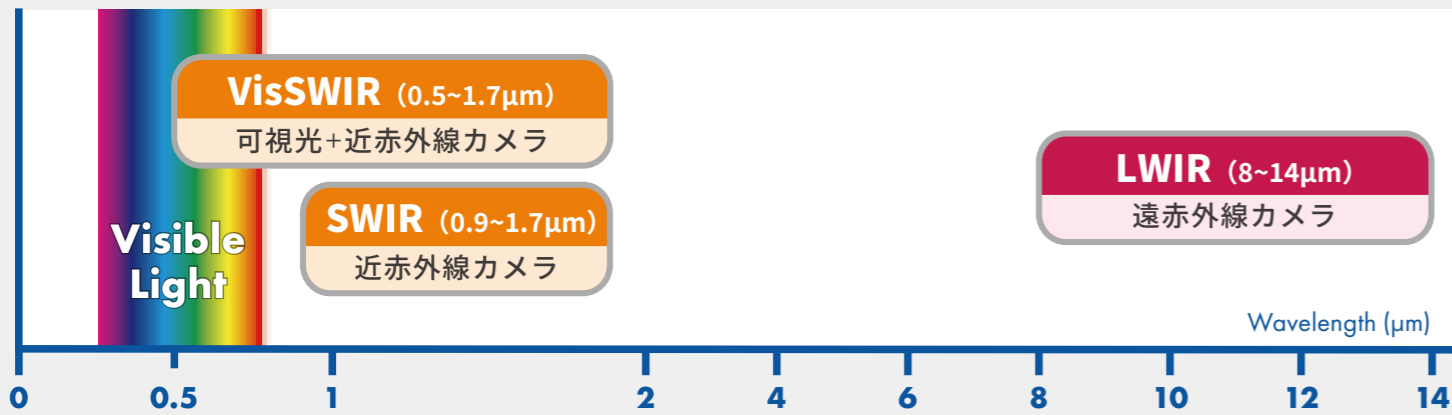 VisSWIR（0.5~1.7μm）
可視光+近赤外線カメラ
SWIR（0.9~1.7μm）
近赤外線カメラ
LWIR（8~14μm）
遠赤外線カメラ
Visible
Light
Wavelength (μm)
0 0.5 1 2 4 6 8 10 12 14